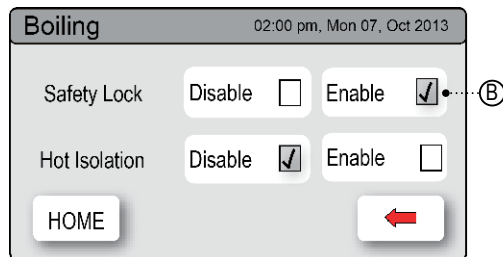 Boiling 02:00 pm, Mon 07, Oct 2013
Safety Lock Disable Enable B
Hot Isolation Disable Enable
HOME